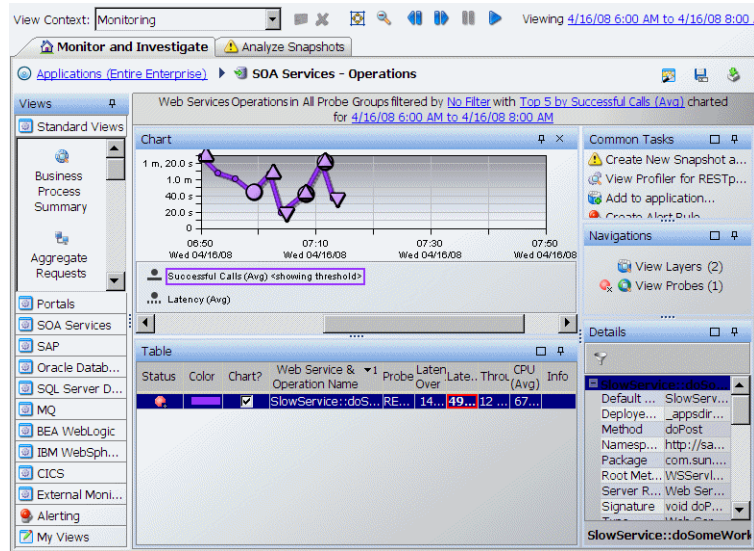 View Context: Monitoring
Viewing 4/16/08 6:00 AM to 4/16/08 8:00
Monitor and Investigate
Analyze Snapshots
Applications (Entire Enterprise) SOA Services - Operations
Views
Standard Views
Business
Process
Summary
Aggregate
Requests
Portals
SOA Services
SAP
Oracle Datab...
SQL Server D...
MQ
BEA WebLogic
IBM WebSph...
CICS
External Moni...
Alerting
My Views
Web Services Operations in All Probe Groups filtered by No Filter with Top 5 by Successful Calls (Avg) charted
for 4/16/08 6:00 AM to 4/16/08 8:00 AM
Chart
1 m, 20.0 s
1.0 m
40.0 s
20.0 s
0
06:50 07:10 07:30 07:50
Wed 04/16/08 Wed 04/16/08 Wed 04/16/08 Wed 04/16/08
Successful Calls (Avg) <showing threshold>
Latency (Avg)
Table
Status Color Chart? Web Service & Operation Name 1 Probe Laten Over Late... Throu CPU (Avg) Info
SlowService::doS... RE... 14... 49... 12 ... 67...
Common Tasks
Create New Snapshot a...
View Profiler for RESTp...
Add to application...
Create Alert Rule
Navigations
View Layers (2)
View Probes (1)
Details
SlowService::doSo
Default ... SlowServ...
Deploye... _appsdir...
Method doPost
Namesp... http://sa...
Package com.sun....
Root Met... WSServl...
Server R... Web Ser...
Signature void doP...
SlowService::doSomeWork